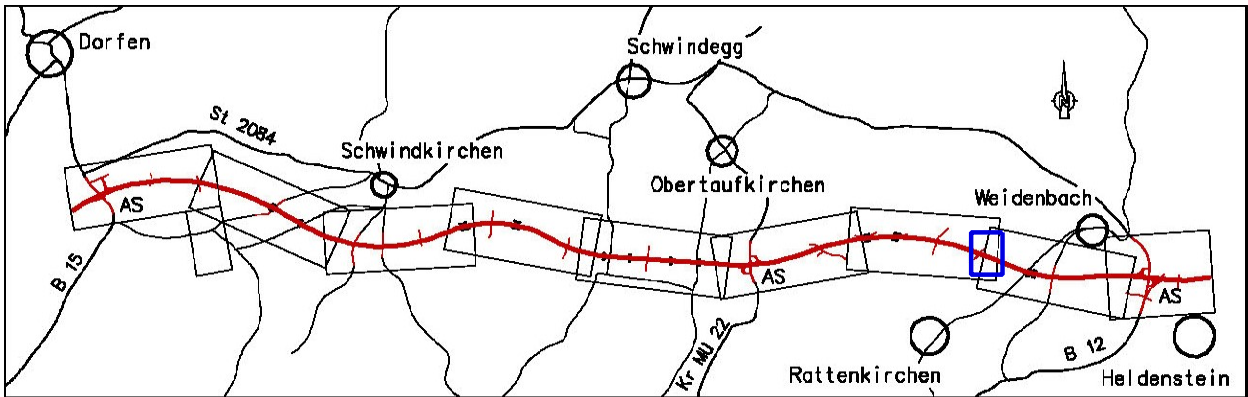 Dorfen
Schwindegg
St 2084
Schwindkirchen
Obertaufkirchen
Weidenbach
AS
AS
AS
B 15
Kr MÜ 22
B 12
Rattenkirchen
Heldenstein